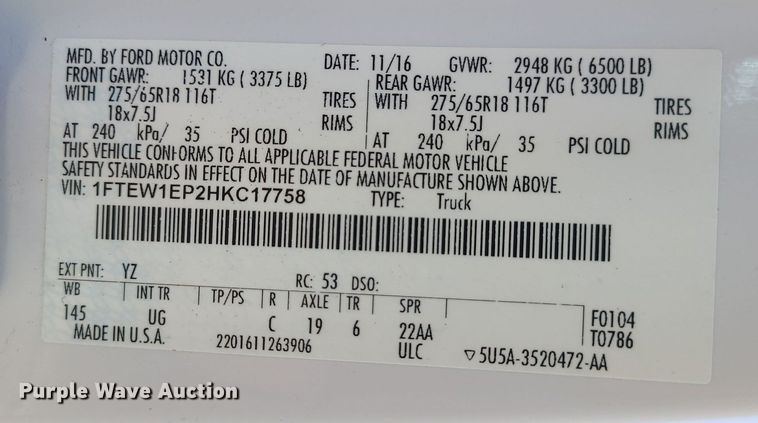 MFD. BY FORD MOTOR CO. DATE: 11/16 GVWR: 2948 KG ( 6500 LB)
FRONT GAWR: 1531 KG ( 3375 LB) REAR GAWR: 1497 KG ( 3300 LB)
WITH 275/65R18 116T TIRES WITH 275/65R18 116T TIRES
18x7.5J RIMS 18x7.5J RIMS
AT 240 kPa/ 35 PSI COLD AT 240 kPa/ 35 PSI COLD
THIS VEHICLE CONFORMS TO ALL APPLICABLE FEDERAL MOTOR VEHICLE
SAFETY STANDARDS IN EFFECT ON THE DATE OF MANUFACTURE SHOWN ABOVE.
VIN: 1FTEW1EP2HKC17758 TYPE: Truck
EXT PNT: YZ RC: 53 DSO:
WB INT TR TP/PS R AXLE TR SPR
145 UG C 19 6 22AA F0104
MADE IN U.S.A. 2201611263906 ULC T0786
▽5U5A-3520472-AA
Purple Wave Auction